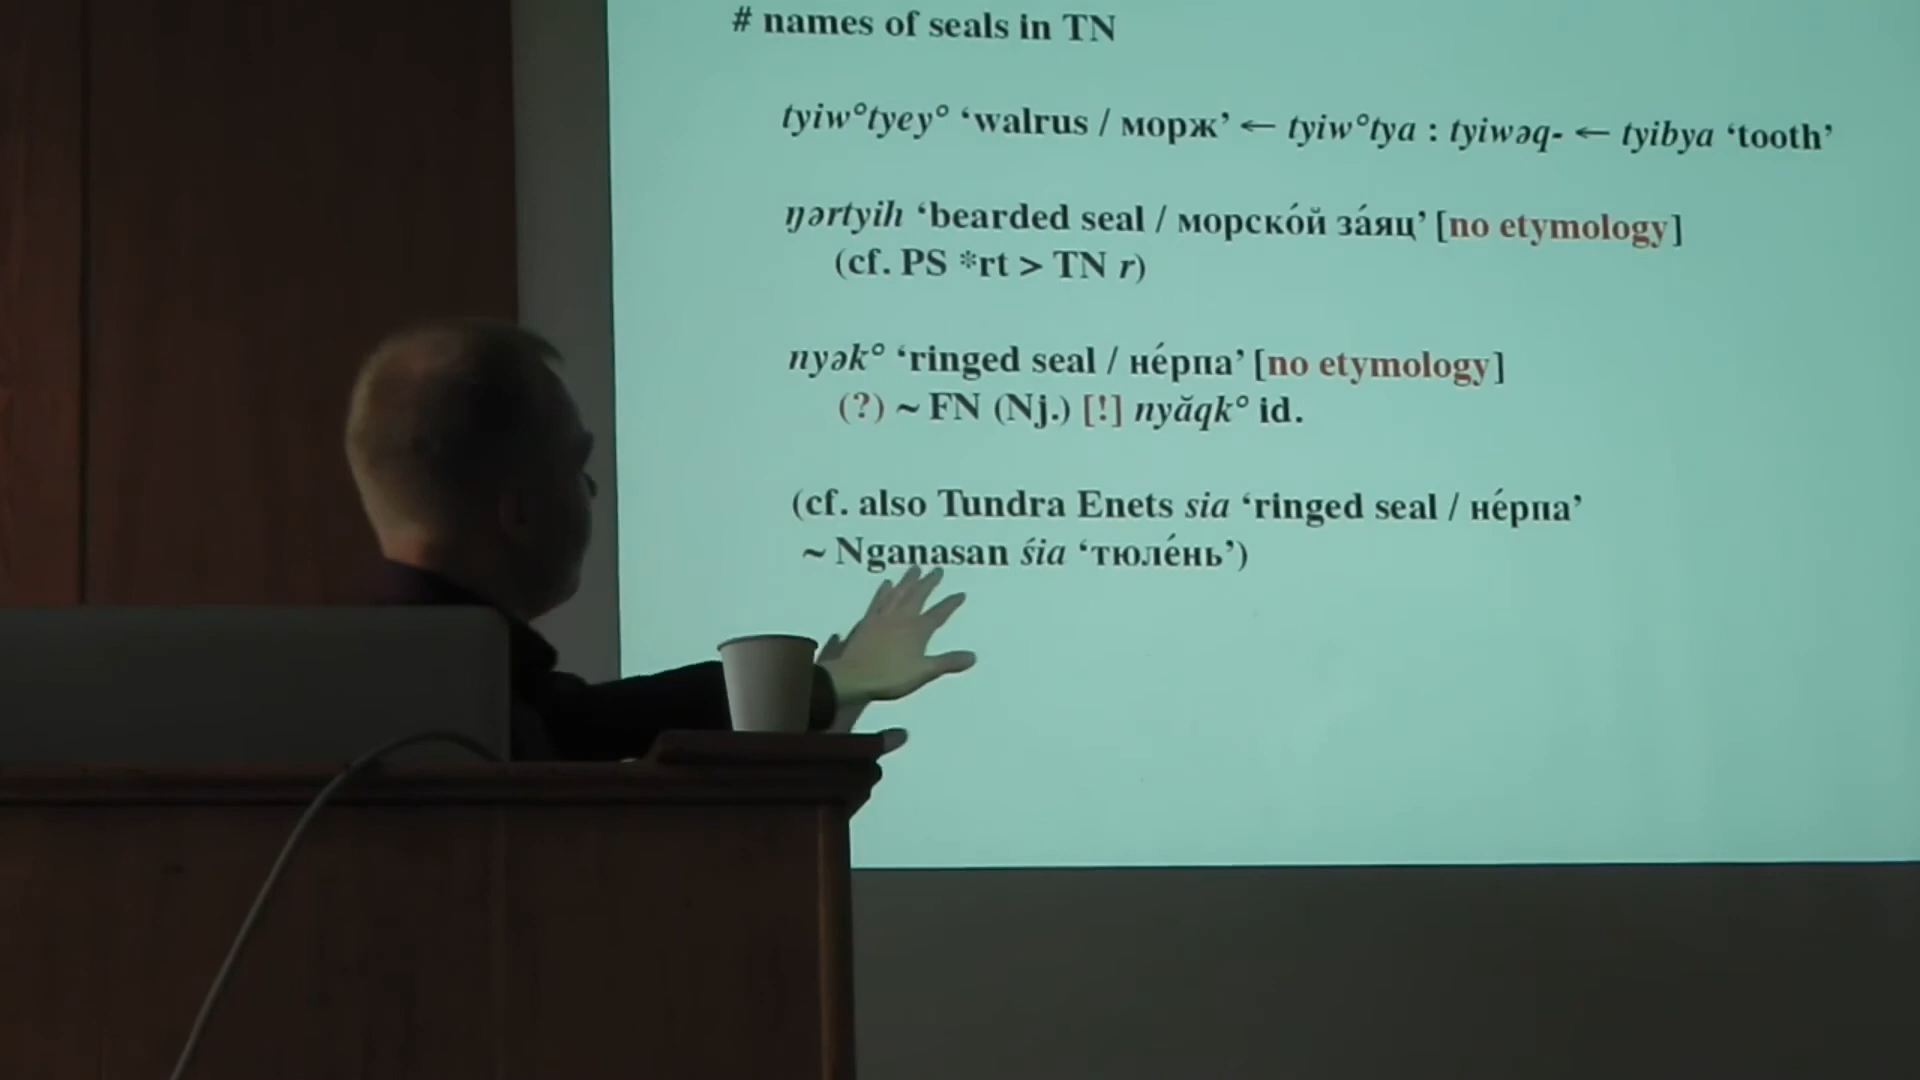 # names of seals in TN
tyiw°tyey° ‘walrus / морж’ ← tyiw°tya : tyiwəq- ← tyibya ‘tooth’
ŋərtyih ‘bearded seal / морско́й за́яц’ [no etymology]
(cf. PS *rt > TN r)
nyək° ‘ringed seal / не́рпа’ [no etymology]
(?) ~ FN (Nj.) [!] nyăqk° id.
(cf. also Tundra Enets sia ‘ringed seal / не́рпа’
~ Nganasan śia ‘тюле́нь’)